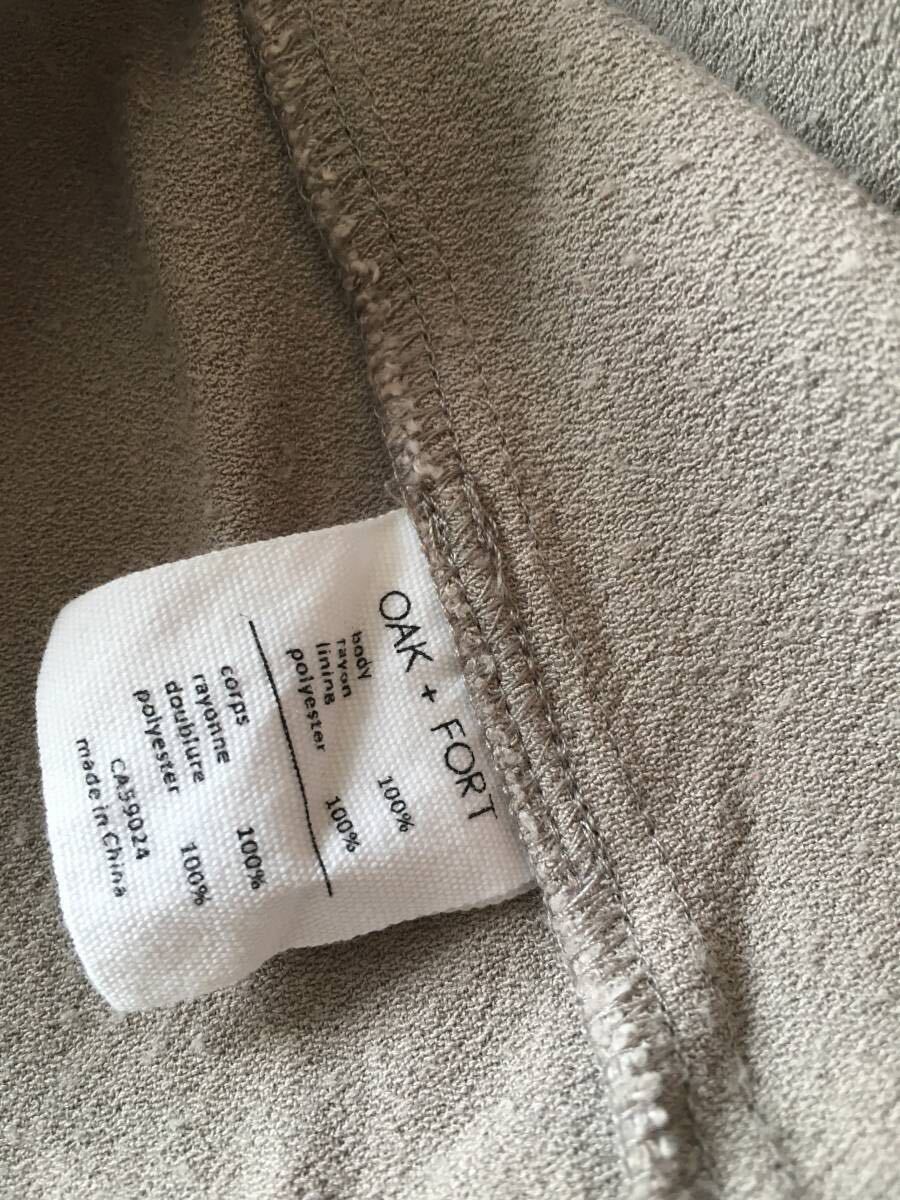 OAK + FORT
body
rayon 100%
lining
polyester 100%
corps
rayonne 100%
doublure
polyester 100%
CA59024
made in China